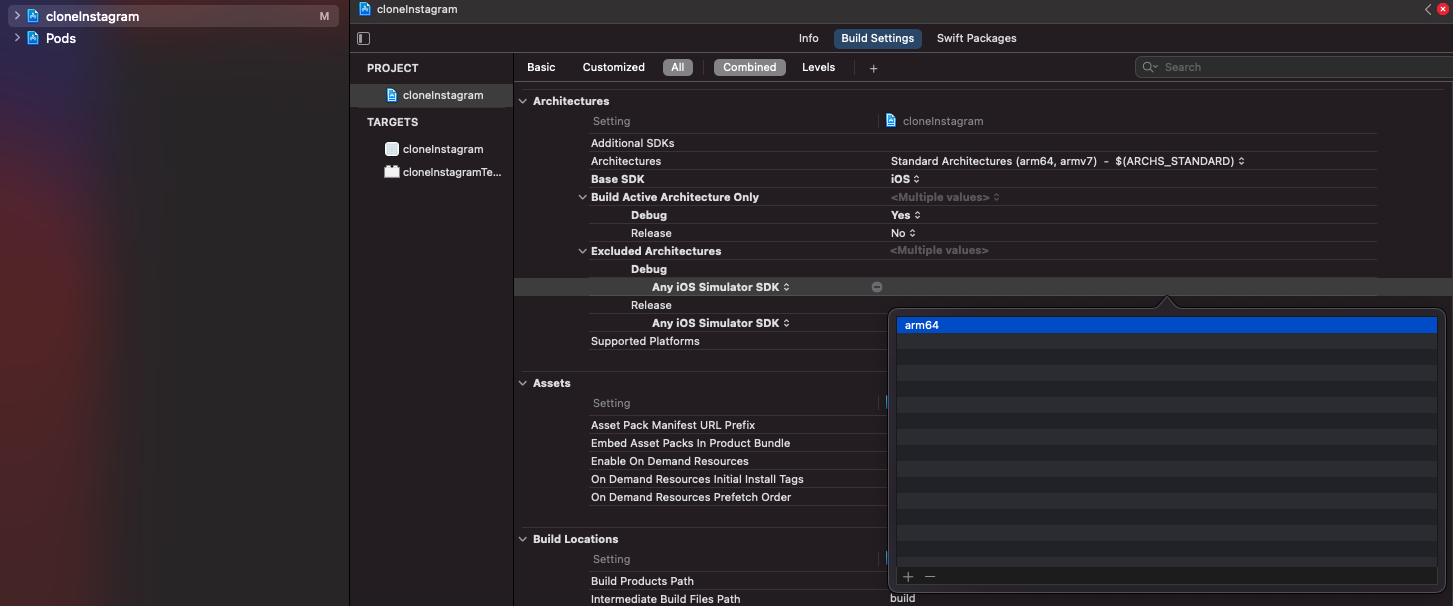 cloneInstagram M
Pods
cloneInstagram
Info Build Settings Swift Packages
Basic Customized All Combined Levels + Search
PROJECT
cloneInstagram
TARGETS
cloneInstagram
cloneInstagramTe...
Architectures
Setting cloneInstagram
Additional SDKs
Architectures Standard Architectures (arm64, armv7) - $(ARCHS_STANDARD)
Base SDK iOS
Build Active Architecture Only <Multiple values>
Debug Yes
Release No
Excluded Architectures <Multiple values>
Debug
Any iOS Simulator SDK
Release
Any iOS Simulator SDK
Supported Platforms
arm64
Assets
Setting
Asset Pack Manifest URL Prefix
Embed Asset Packs In Product Bundle
Enable On Demand Resources
On Demand Resources Initial Install Tags
On Demand Resources Prefetch Order
Build Locations
Setting
Build Products Path
Intermediate Build Files Path build